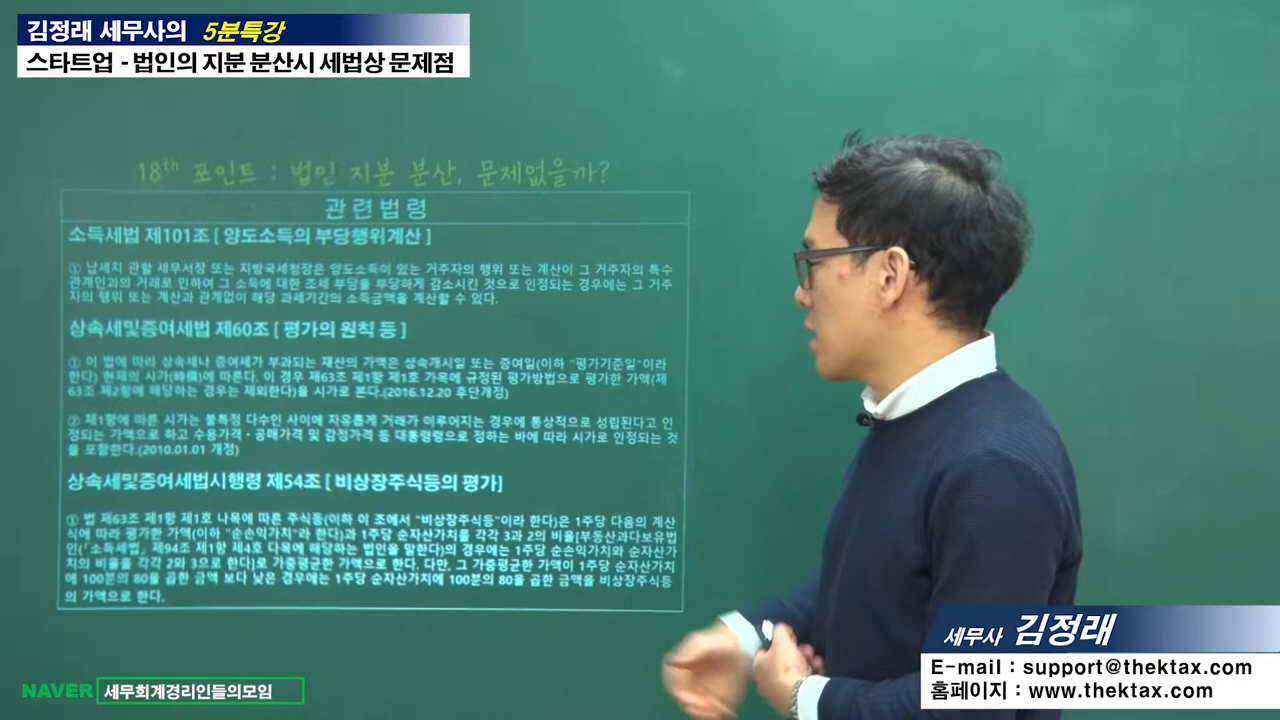 김정래 세무사의 5분특강
스타트업 - 법인의 지분 분산시 세법상 문제점
18th 포인트 : 법인 지분 분산, 문제없을까?
관 련 법 령
소득세법 제101조 [ 양도소득의 부당행위계산 ]
① 납세지 관할 세무서장 또는 지방국세청장은 양도소득이 있는 거주자의 행위 또는 계산이 그 거주자의 특수
관계인과의 거래로 인하여 그 소득에 대한 조세 부담을 부당하게 감소시킨 것으로 인정되는 경우에는 그 거주
자의 행위 또는 계산과 관계없이 해당 과세기간의 소득금액을 계산할 수 있다.
상속세및증여세법 제60조 [ 평가의 원칙 등 ]
① 이 법에 따라 상속세나 증여세가 부과되는 재산의 가액은 상속개시일 또는 증여일(이하 "평가기준일"이라
한다) 현재의 시가(時價)에 따른다. 이 경우 제63조 제1항 제1호 가목에 규정된 평가방법으로 평가한 가액(제
63조 제2항에 해당하는 경우는 제외한다)을 시가로 본다.(2016.12.20 후단개정)
② 제1항에 따른 시가는 불특정 다수인 사이에 자유롭게 거래가 이루어지는 경우에 통상적으로 성립된다고 인
정되는 가액으로 하고 수용가격·공매가격 및 감정가격 등 대통령령으로 정하는 바에 따라 시가로 인정되는 것
을 포함한다.(2010.01.01 개정)
상속세및증여세법시행령 제54조 [ 비상장주식등의 평가]
① 법 제63조 제1항 제1호 나목에 따른 주식등(이하 이 조에서 "비상장주식등"이라 한다)은 1주당 다음의 계산
식에 따라 평가한 가액(이하 "순손익가치"라 한다)과 1주당 순자산가치를 각각 3과 2의 비율[부동산과다보유법
인(「소득세법」 제94조 제1항 제4호 다목에 해당하는 법인을 말한다)의 경우에는 1주당 순손익가치와 순자산가
치의 비율을 각각 2와 3으로 한다]로 가중평균한 가액으로 한다. 다만, 그 가중평균한 가액이 1주당 순자산가치
에 100분의 80을 곱한 금액 보다 낮은 경우에는 1주당 순자산가치에 100분의 80을 곱한 금액을 비상장주식등
의 가액으로 한다.
세무사 김정래
E-mail : support@thektax.com
홈페이지 : www.thektax.com
NAVER 세무회계경리인들의모임